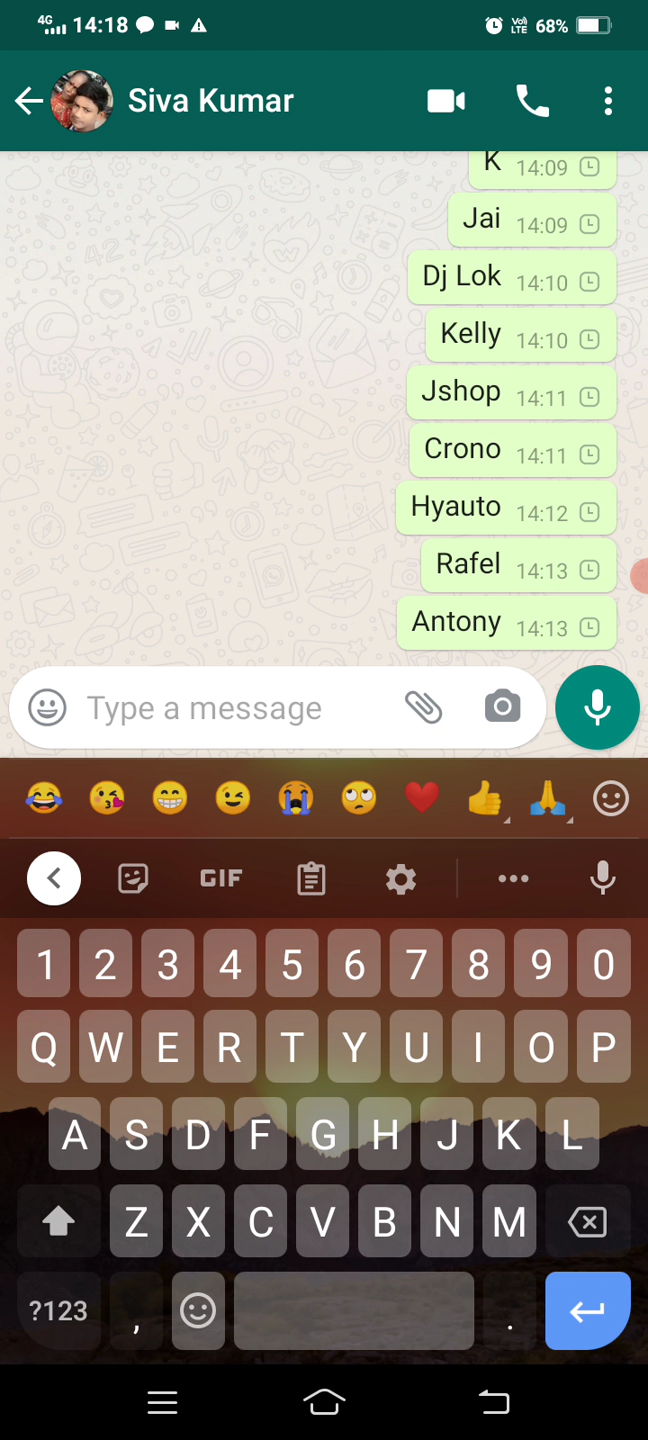 4G 14:18 Vo) LTE 68%
Siva Kumar
K 14:09
Jai 14:09
Dj Lok 14:10
Kelly 14:10
Jshop 14:11
Crono 14:11
Hyauto 14:12
Rafel 14:13
Antony 14:13
Type a message
GIF
1 2 3 4 5 6 7 8 9 0
Q W E R T Y U I O P
A S D F G H J K L
Z X C V B N M
?123 , .